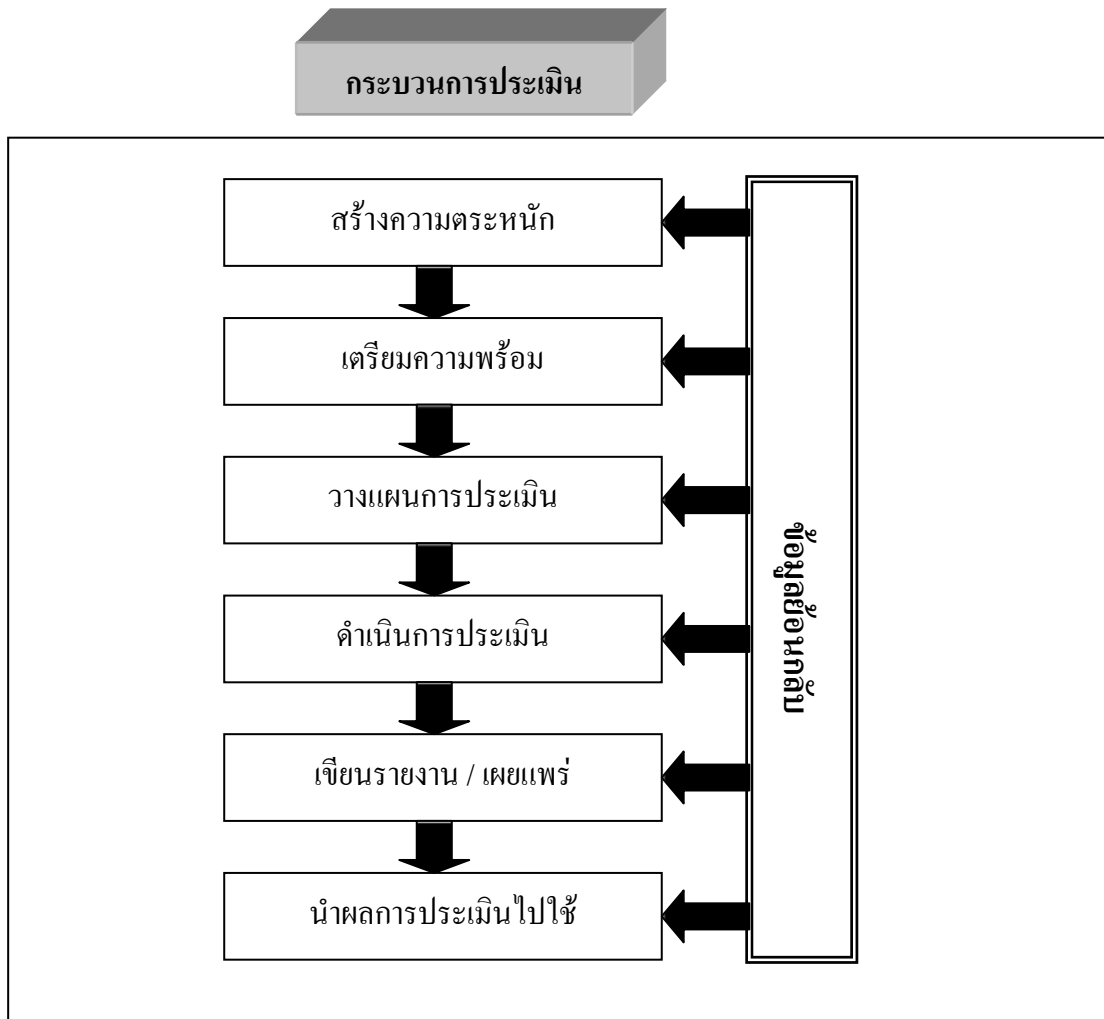 กระบวนการประเมิน
สร้างความตระหนัก
เตรียมความพร้อม
วางแผนการประเมิน
ดำเนินการประเมิน
เขียนรายงาน / เผยแพร่
นำผลการประเมินไปใช้
ข้อมูลย้อนกลับ